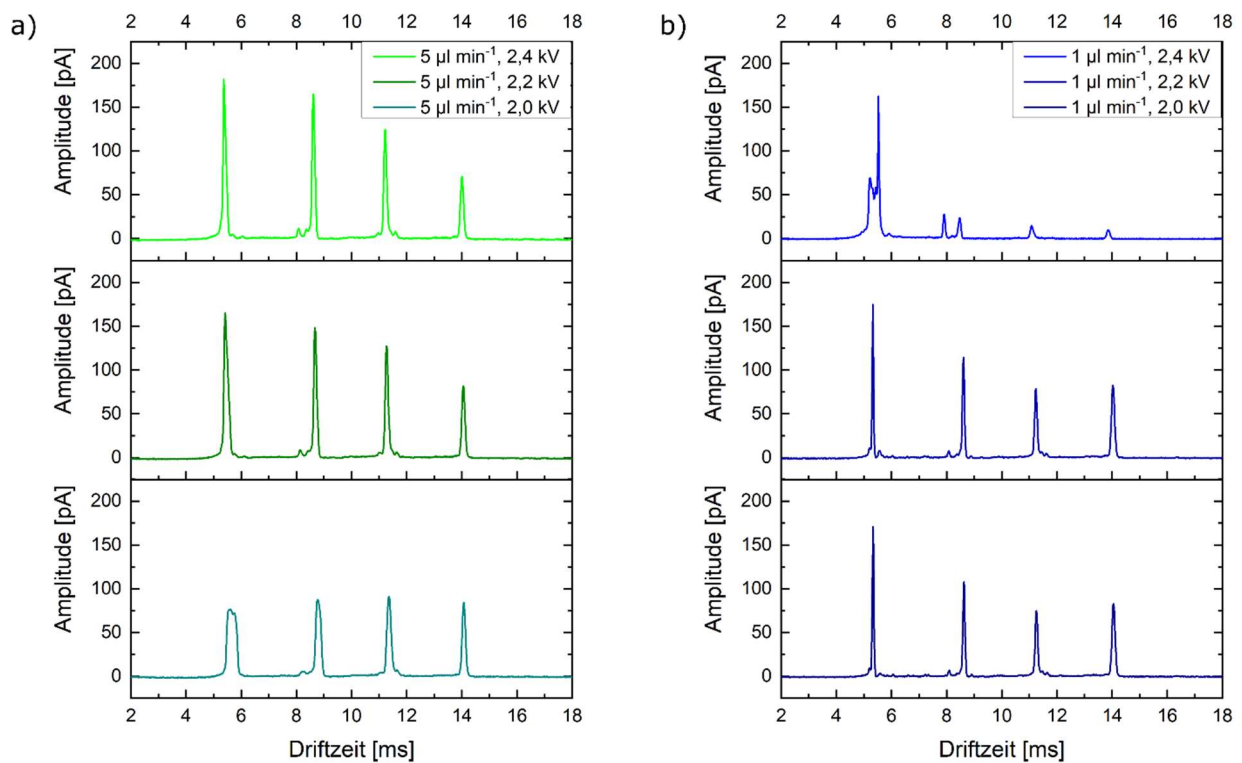 a)
2 4 6 8 10 12 14 16 18
Amplitude [pA]
200
150
100
50
0
5 µl min⁻¹, 2,4 kV
5 µl min⁻¹, 2,2 kV
5 µl min⁻¹, 2,0 kV
Amplitude [pA]
200
150
100
50
0
Amplitude [pA]
200
150
100
50
0
2 4 6 8 10 12 14 16 18
Driftzeit [ms]
b)
2 4 6 8 10 12 14 16 18
Amplitude [pA]
200
150
100
50
0
1 µl min⁻¹, 2,4 kV
1 µl min⁻¹, 2,2 kV
1 µl min⁻¹, 2,0 kV
Amplitude [pA]
200
150
100
50
0
Amplitude [pA]
200
150
100
50
0
2 4 6 8 10 12 14 16 18
Driftzeit [ms]